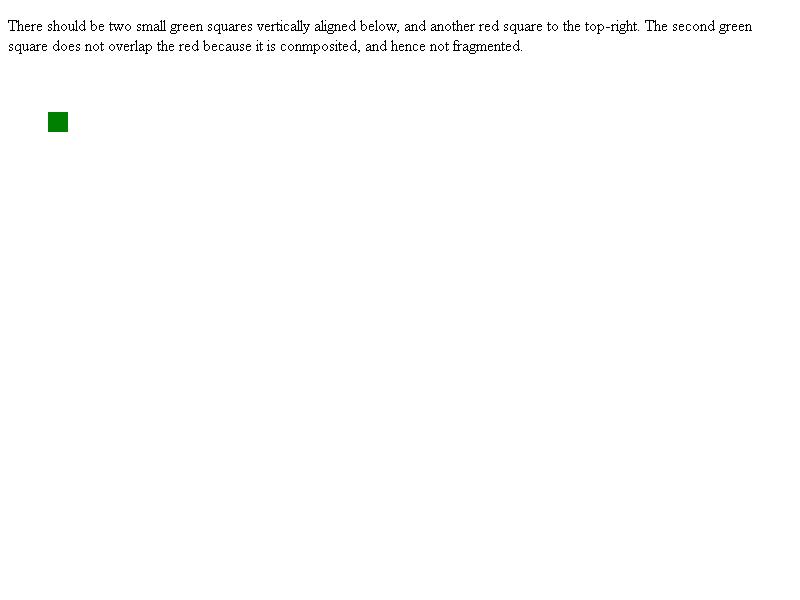 There should be two small green squares vertically aligned below, and another red square to the top-right. The second green
square does not overlap the red because it is conmposited, and hence not fragmented.